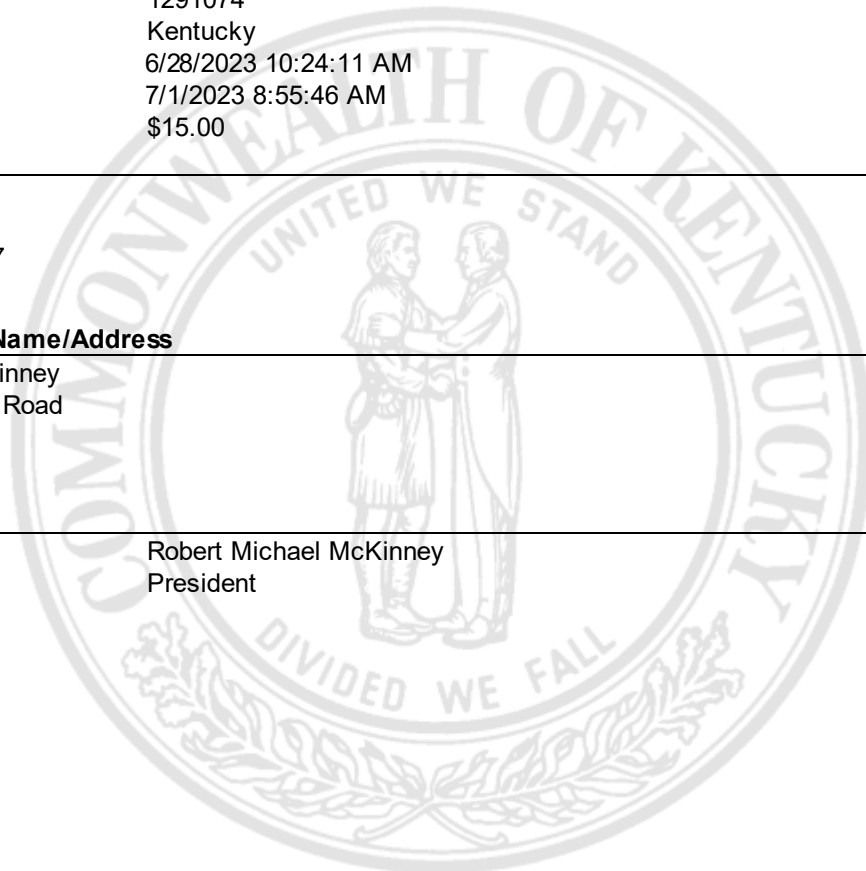 1291074
Kentucky
6/28/2023 10:24:11 AM
7/1/2023 8:55:46 AM
$15.00
COMMONWEALTH OF KENTUCKY
UNITED WE STAND
Name/Address
inney
Road
Robert Michael McKinney
President
DIVIDED WE FALL